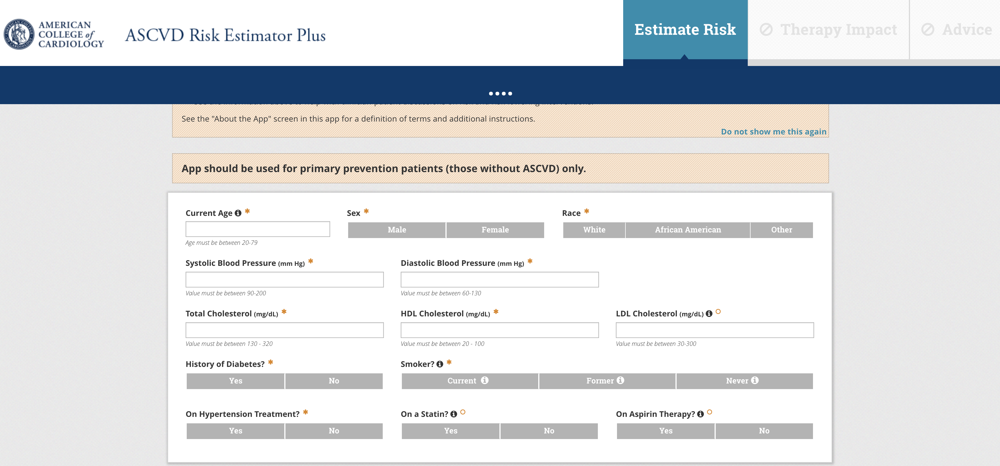 AMERICAN
COLLEGE of
CARDIOLOGY
ASCVD Risk Estimator Plus
Estimate Risk
Therapy Impact
Advice
See the "About the App" screen in this app for a definition of terms and additional instructions.
Do not show me this again
App should be used for primary prevention patients (those without ASCVD) only.
Current Age * Sex * Race *
Male Female White African American Other
Age must be between 20-79
Systolic Blood Pressure (mm Hg) * Diastolic Blood Pressure (mm Hg) *
Value must be between 90-200 Value must be between 60-130
Total Cholesterol (mg/dL) * HDL Cholesterol (mg/dL) * LDL Cholesterol (mg/dL)
Value must be between 130 - 320 Value must be between 20 - 100 Value must be between 30-300
History of Diabetes? * Smoker? *
Yes No Current Former Never
On Hypertension Treatment? * On a Statin? On Aspirin Therapy?
Yes No Yes No Yes No